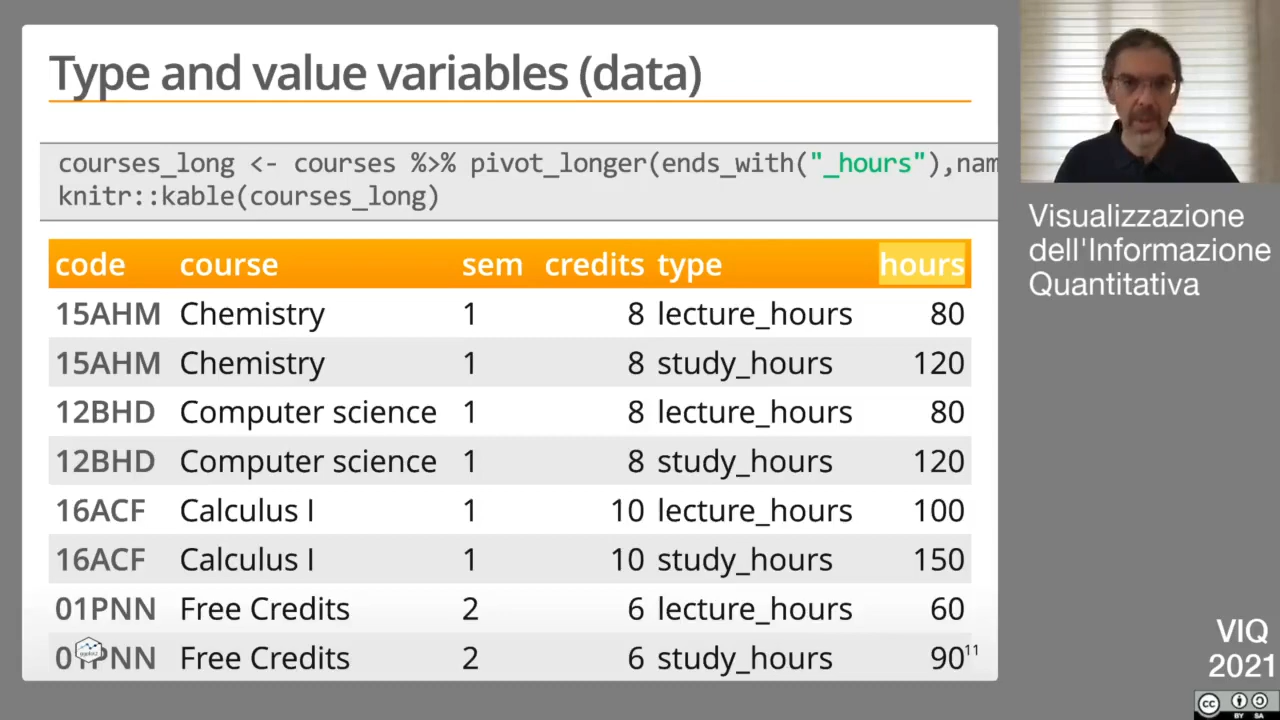 Type and value variables (data)
courses_long <- courses %>% pivot_longer(ends_with("_hours"),nam
knitr::kable(courses_long)
code course sem credits type hours
15AHM Chemistry 1 8 lecture_hours 80
15AHM Chemistry 1 8 study_hours 120
12BHD Computer science 1 8 lecture_hours 80
12BHD Computer science 1 8 study_hours 120
16ACF Calculus I 1 10 lecture_hours 100
16ACF Calculus I 1 10 study_hours 150
01PNN Free Credits 2 6 lecture_hours 60
01PNN Free Credits 2 6 study_hours 90
11
Visualizzazione
dell'Informazione
Quantitativa
VIQ
2021
cc
BY SA